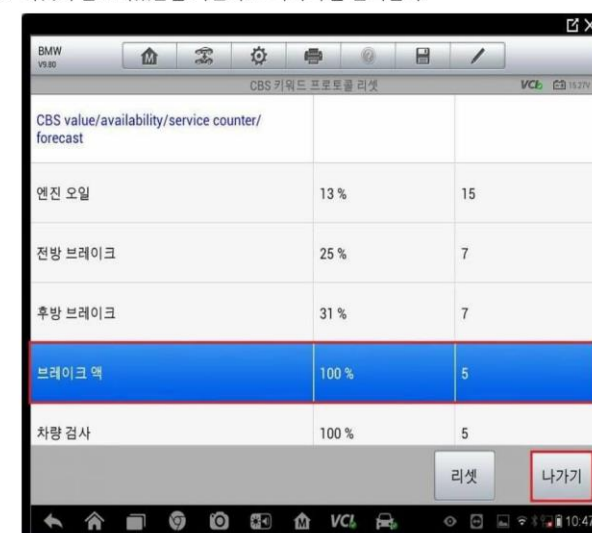 BMW
V9.80
CBS 키워드 프로토콜 리셋
VCI
CBS value/availability/service counter/
forecast
엔진 오일 13 % 15
전방 브레이크 25 % 7
후방 브레이크 31 % 7
브레이크 액 100 % 5
차량 검사 100 % 5
리셋 나가기
VCI 10:47